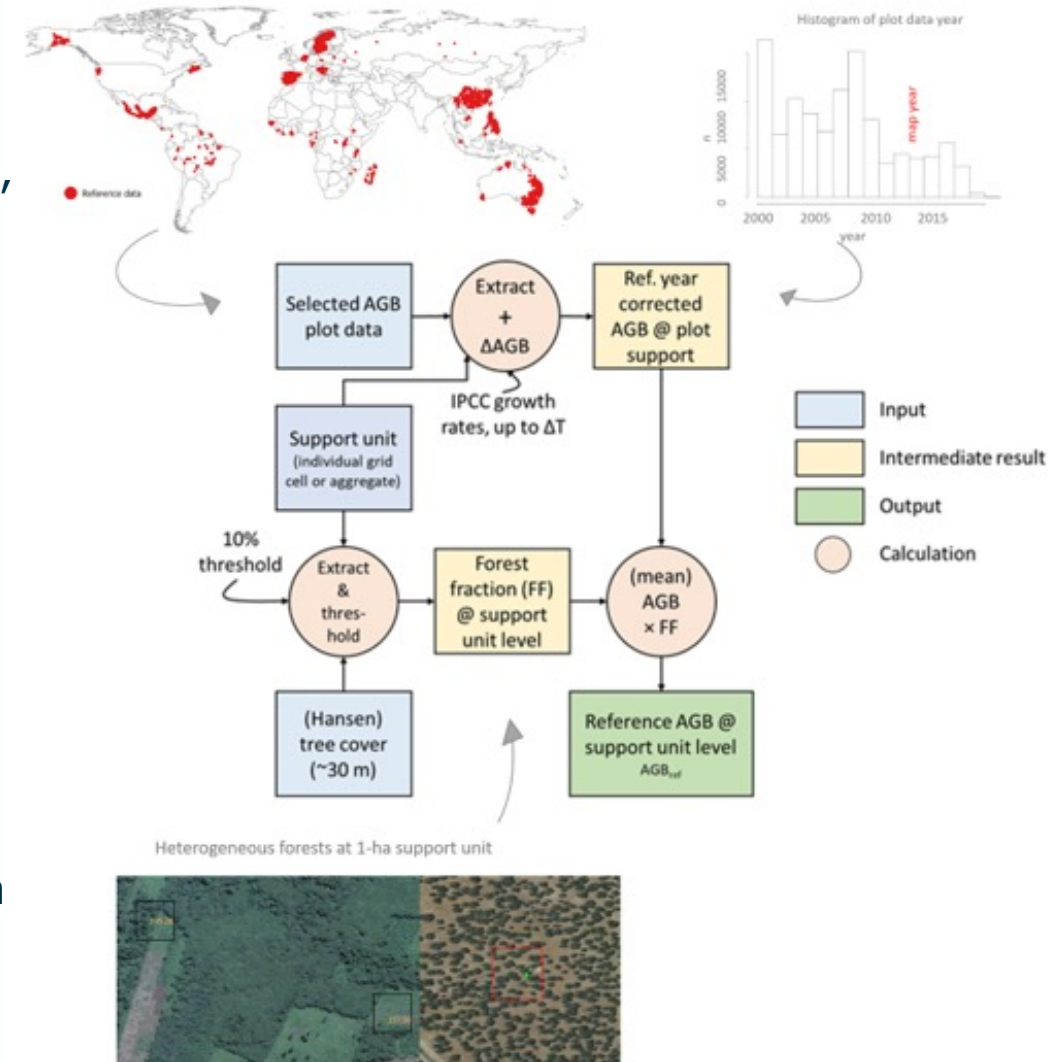 Histogram of plot data year
15000
10000
5000
0
n
map year
2000 2005 2010 2015
year
Reference data
,
Selected AGB
plot data
Extract
+
ΔAGB
Ref. year
corrected
AGB @ plot
support
IPCC growth
rates, up to ΔT
Support unit
(individual grid
cell or aggregate)
Input
Intermediate result
Output
Calculation
10%
threshold
Extract
&
thres-
hold
Forest
fraction (FF)
@ support
unit level
(mean)
AGB
× FF
(Hansen)
tree cover
(~30 m)
Reference AGB @
support unit level
AGBref
Heterogeneous forests at 1-ha support unit